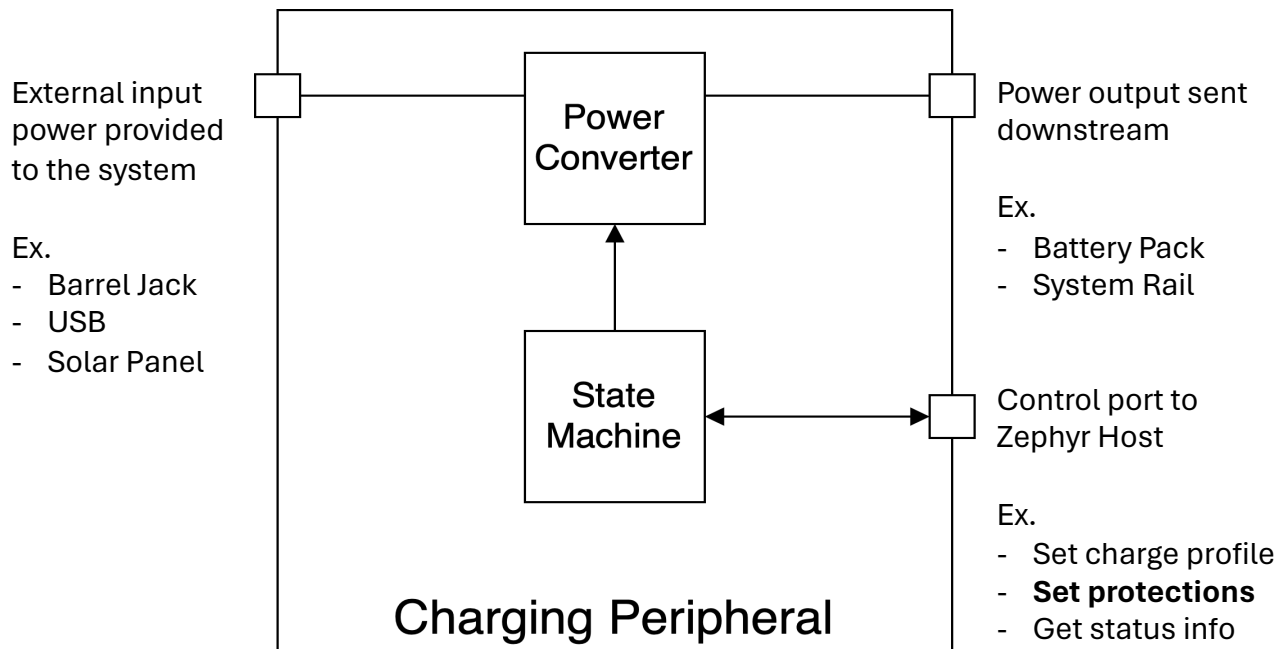 External input
power provided
to the system
Ex.
- Barrel Jack
- USB
- Solar Panel
Power
Converter
State
Machine
Charging Peripheral
Power output sent
downstream
Ex.
- Battery Pack
- System Rail
Control port to
Zephyr Host
Ex.
- Set charge profile
- Set protections
- Get status info